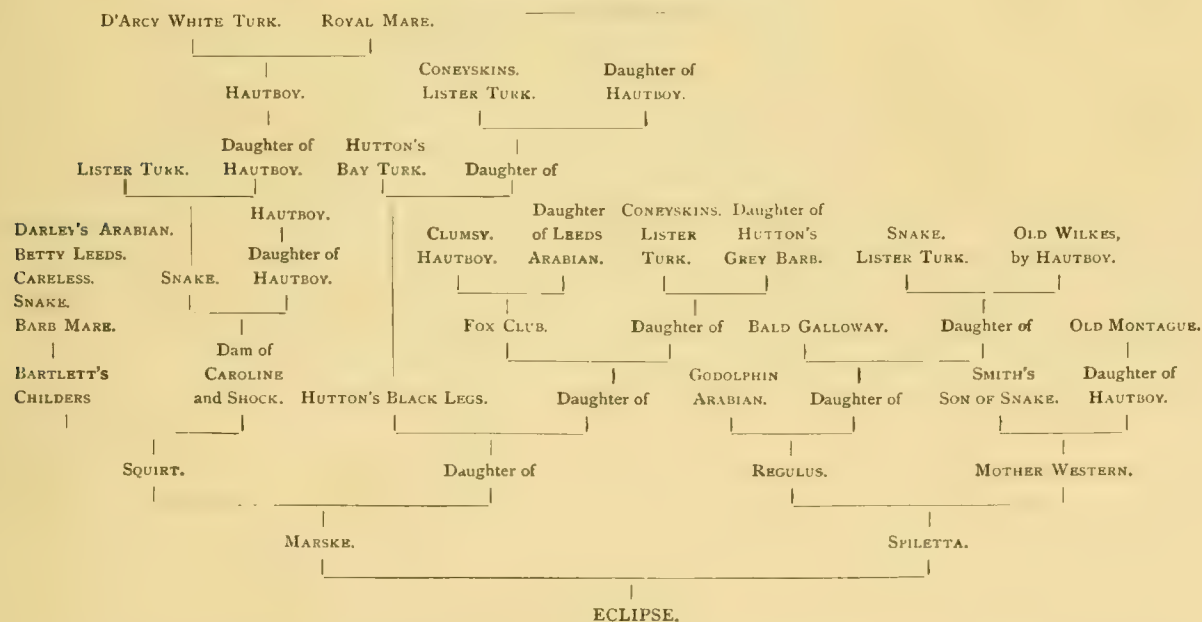 D'ARCY WHITE TURK. ROYAL MARE.
CONEYSKINS. Daughter of
HAUTBOY. LISTER TURK. HAUTBOY.
Daughter of HUTTON'S
LISTER TURK. HAUTBOY. BAY TURK. Daughter of
HAUTBOY. Daughter CONEYSKINS. Daughter of
DARLEY'S ARABIAN. CLUMSY. of LEEDS LISTER HUTTON'S SNAKE. OLD WILKES,
BETTY LEEDS. Daughter of HAUTBOY. ARABIAN. TURK. GREY BARB. LISTER TURK. by HAUTBOY.
CARELESS. SNAKE. HAUTBOY.
SNAKE.
BARB MARE. FOX CLUB. Daughter of BALD GALLOWAY. Daughter of OLD MONTAGUE.
Dam of
BARTLETT'S CAROLINE GODOLPHIN SMITH'S Daughter of
CHILDERS and SHOCK. HUTTON'S BLACK LEGS. Daughter of ARABIAN. Daughter of SON OF SNAKE. HAUTBOY.
SQUIRT. Daughter of REGULUS. MOTHER WESTERN.
MARSKE. SPILETTA.
ECLIPSE.